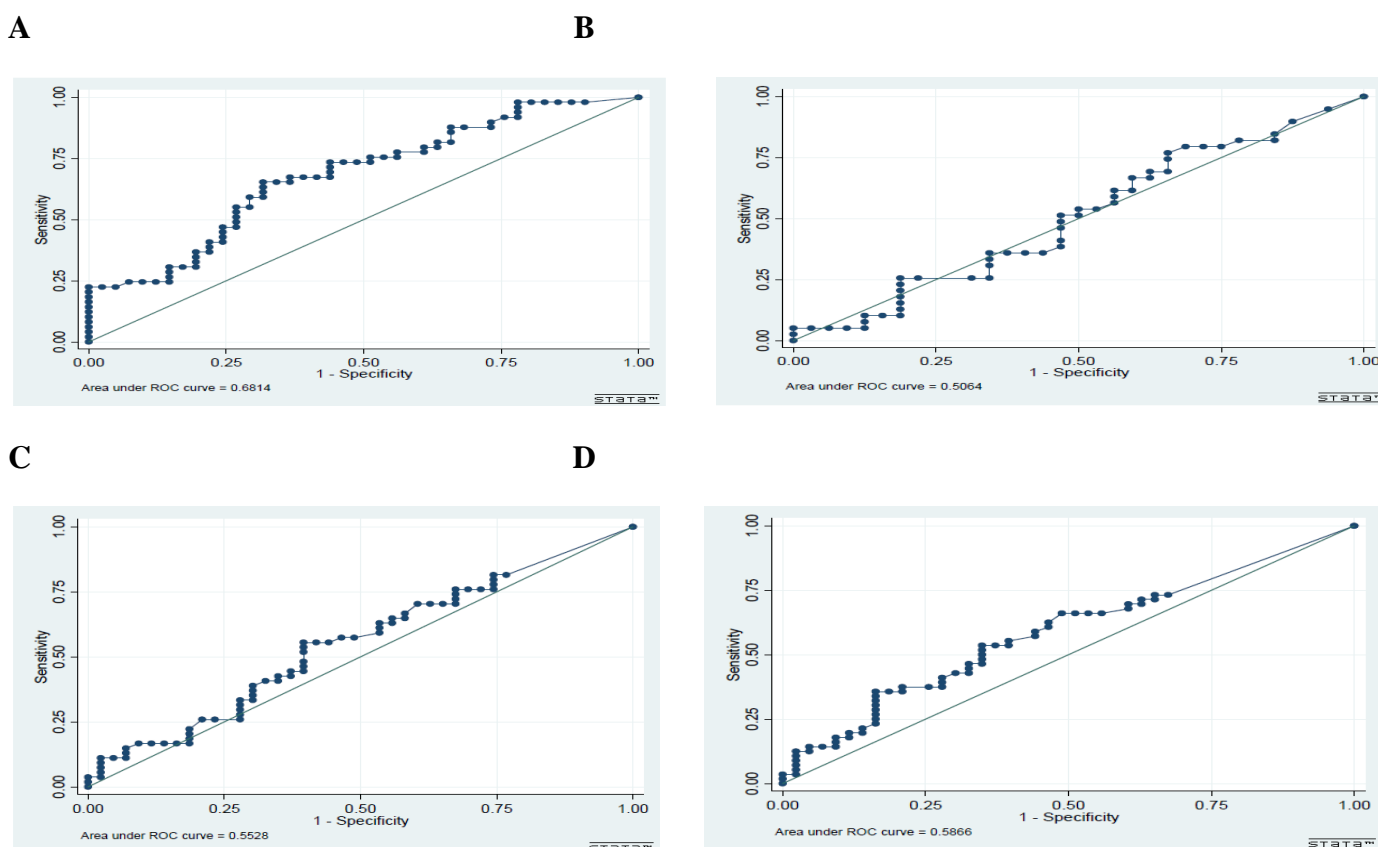 A B
1.00
0.75
0.50
0.25
0.00
Sensitivity
0.00 0.25 0.50 0.75 1.00
1 - Specificity
Area under ROC curve = 0.6814
STATA™
1.00
0.75
0.50
0.25
0.00
Sensitivity
0.00 0.25 0.50 0.75 1.00
1 - Specificity
Area under ROC curve = 0.5064
STATA
C D
1.00
0.75
0.50
0.25
0.00
Sensitivity
0.00 0.25 0.50 0.75 1.00
1 - Specificity
Area under ROC curve = 0.5528
STATA™
1.00
0.75
0.50
0.25
0.00
Sensitivity
0.00 0.25 0.50 0.75 1.00
1 - Specificity
Area under ROC curve = 0.5866
STATA™